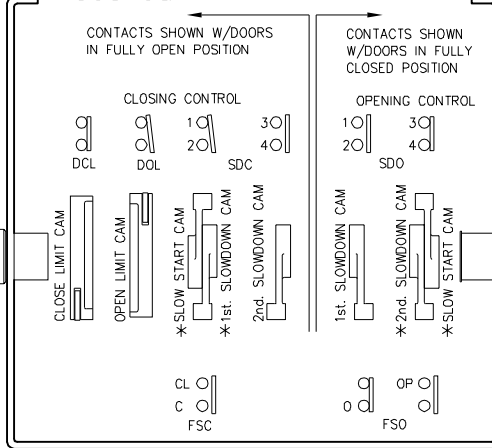 CONTACTS SHOWN W/DOORS
IN FULLY OPEN POSITION
CONTACTS SHOWN
W/DOORS IN FULLY
CLOSED POSITION
CLOSING CONTROL
OPENING CONTROL
1
2
3
4
1
2
3
4
DCL
DOL
SDC
SDO
CLOSE LIMIT CAM
OPEN LIMIT CAM
*SLOW START CAM
*1st. SLOWDOWN CAM
2nd. SLOWDOWN CAM
1st. SLOWDOWN CAM
*2nd. SLOWDOWN CAM
*SLOW START CAM
CL
C
FSC
O
OP
FSO